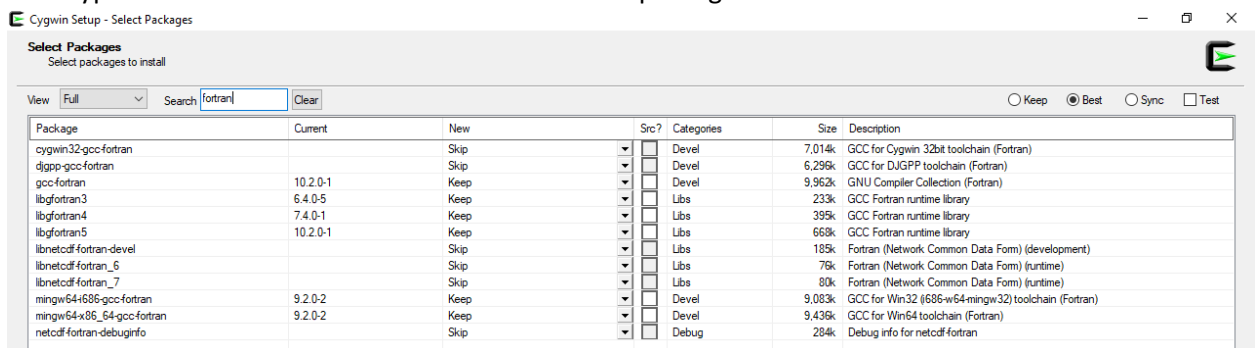 Cygwin Setup - Select Packages
Select Packages
Select packages to install
View Full Search fortran Clear Keep Best Sync Test
Package Current New Src? Categories Size Description
cygwin32-gcc-fortran Skip Devel 7,014k GCC for Cygwin 32bit toolchain (Fortran)
djgpp-gcc-fortran Skip Devel 6,296k GCC for DJGPP toolchain (Fortran)
gcc-fortran 10.2.0-1 Keep Devel 9,962k GNU Compiler Collection (Fortran)
libgfortran3 6.4.0-5 Keep Libs 233k GCC Fortran runtime library
libgfortran4 7.4.0-1 Keep Libs 395k GCC Fortran runtime library
libgfortran5 10.2.0-1 Keep Libs 668k GCC Fortran runtime library
libnetcdf-fortran-devel Skip Libs 185k Fortran (Network Common Data Form) (development)
libnetcdf-fortran_6 Skip Libs 76k Fortran (Network Common Data Form) (runtime)
libnetcdf-fortran_7 Skip Libs 80k Fortran (Network Common Data Form) (runtime)
mingw64-i686-gcc-fortran 9.2.0-2 Keep Devel 9,083k GCC for Win32 (i686-w64-mingw32) toolchain (Fortran)
mingw64-x86_64-gcc-fortran 9.2.0-2 Keep Devel 9,436k GCC for Win64 toolchain (Fortran)
netcdf-fortran-debuginfo Skip Debug 284k Debug info for netcdf-fortran